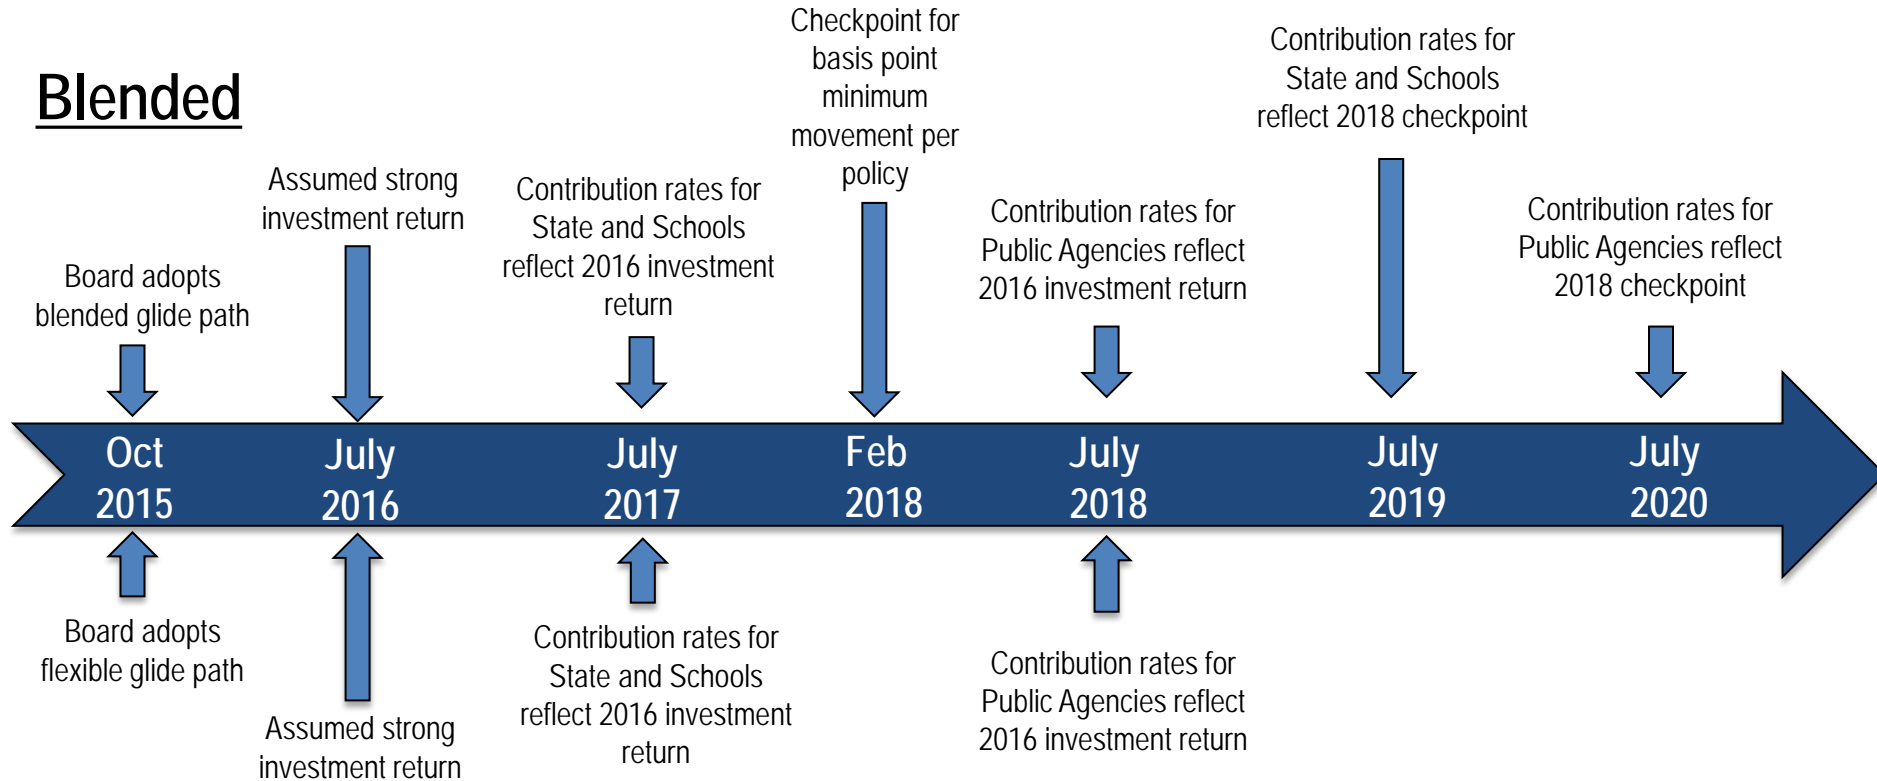 Blended
Board adopts
blended glide path
Assumed strong
investment return
Contribution rates for
State and Schools
reflect 2016 investment
return
Checkpoint for
basis point
minimum
movement per
policy
Contribution rates for
Public Agencies reflect
2016 investment return
Contribution rates for
State and Schools
reflect 2018 checkpoint
Contribution rates for
Public Agencies reflect
2018 checkpoint
Oct
2015
July
2016
July
2017
Feb
2018
July
2018
July
2019
July
2020
Board adopts
flexible glide path
Assumed strong
investment return
Contribution rates for
State and Schools
reflect 2016 investment
return
Contribution rates for
Public Agencies reflect
2016 investment return